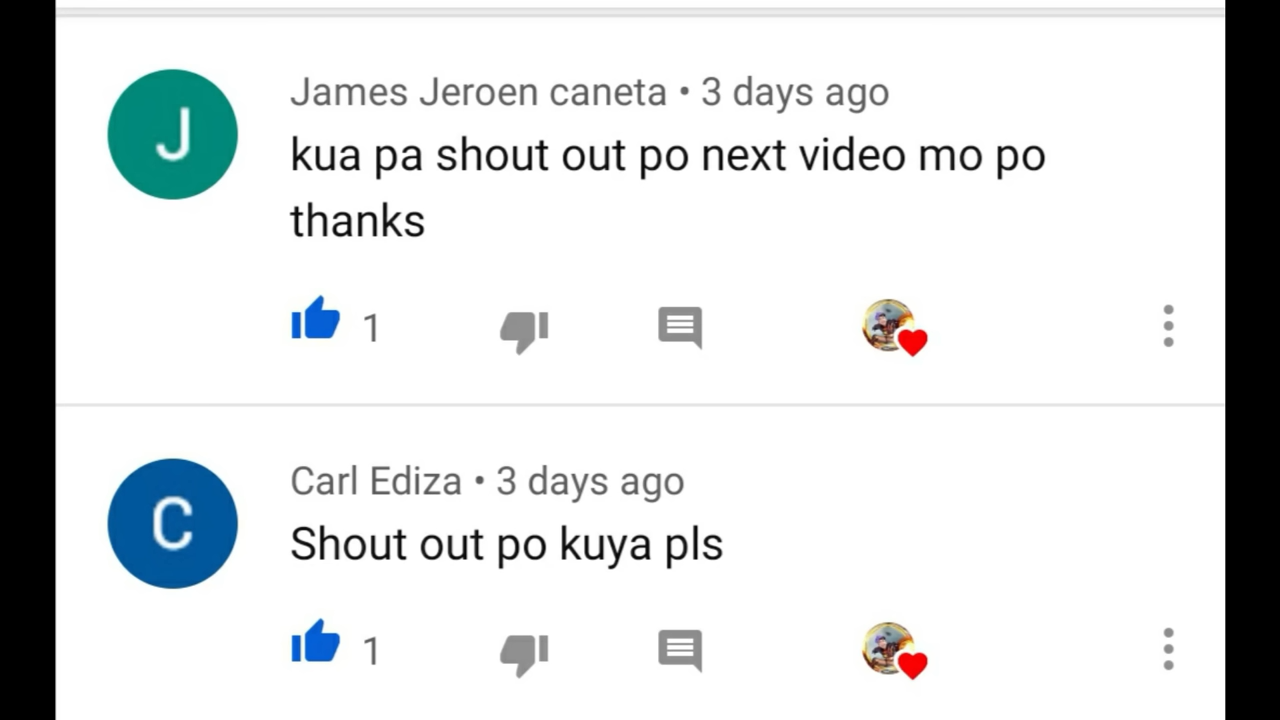 J
James Jeroen caneta • 3 days ago
kua pa shout out po next video mo po
thanks
1
C
Carl Ediza • 3 days ago
Shout out po kuya pls
1